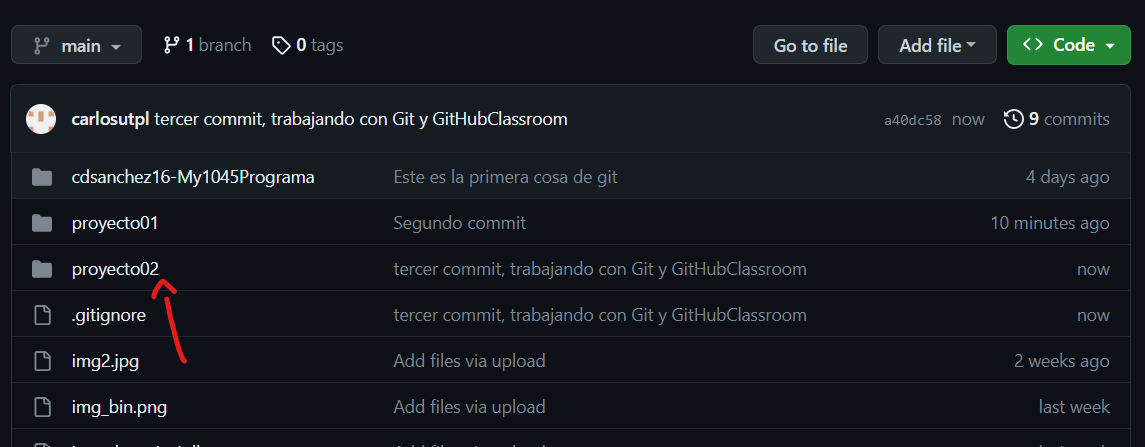 main 1 branch 0 tags Go to file Add file Code
carlosutpl tercer commit, trabajando con Git y GitHubClassroom a40dc58 now 9 commits
cdsanchez16-My1045Programa Este es la primera cosa de git 4 days ago
proyecto01 Segundo commit 10 minutes ago
proyecto02 tercer commit, trabajando con Git y GitHubClassroom now
.gitignore tercer commit, trabajando con Git y GitHubClassroom now
img2.jpg Add files via upload 2 weeks ago
img_bin.png Add files via upload last week